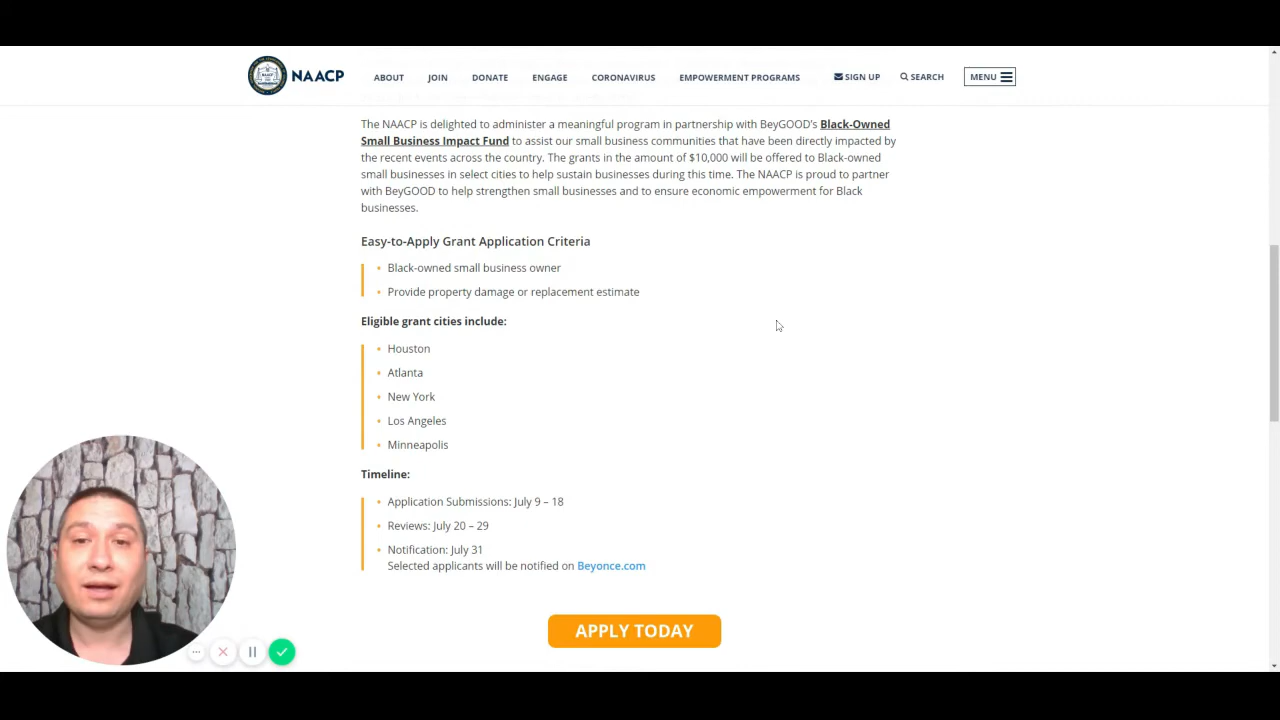 NAACP
ABOUT JOIN DONATE ENGAGE CORONAVIRUS EMPOWERMENT PROGRAMS SIGN UP SEARCH MENU
The NAACP is delighted to administer a meaningful program in partnership with BeyGOOD's Black-Owned
Small Business Impact Fund to assist our small business communities that have been directly impacted by
the recent events across the country. The grants in the amount of $10,000 will be offered to Black-owned
small businesses in select cities to help sustain businesses during this time. The NAACP is proud to partner
with BeyGOOD to help strengthen small businesses and to ensure economic empowerment for Black
businesses.
Easy-to-Apply Grant Application Criteria
Black-owned small business owner
Provide property damage or replacement estimate
Eligible grant cities include:
Houston
Atlanta
New York
Los Angeles
Minneapolis
Timeline:
Application Submissions: July 9 – 18
Reviews: July 20 – 29
Notification: July 31
Selected applicants will be notified on Beyonce.com
APPLY TODAY